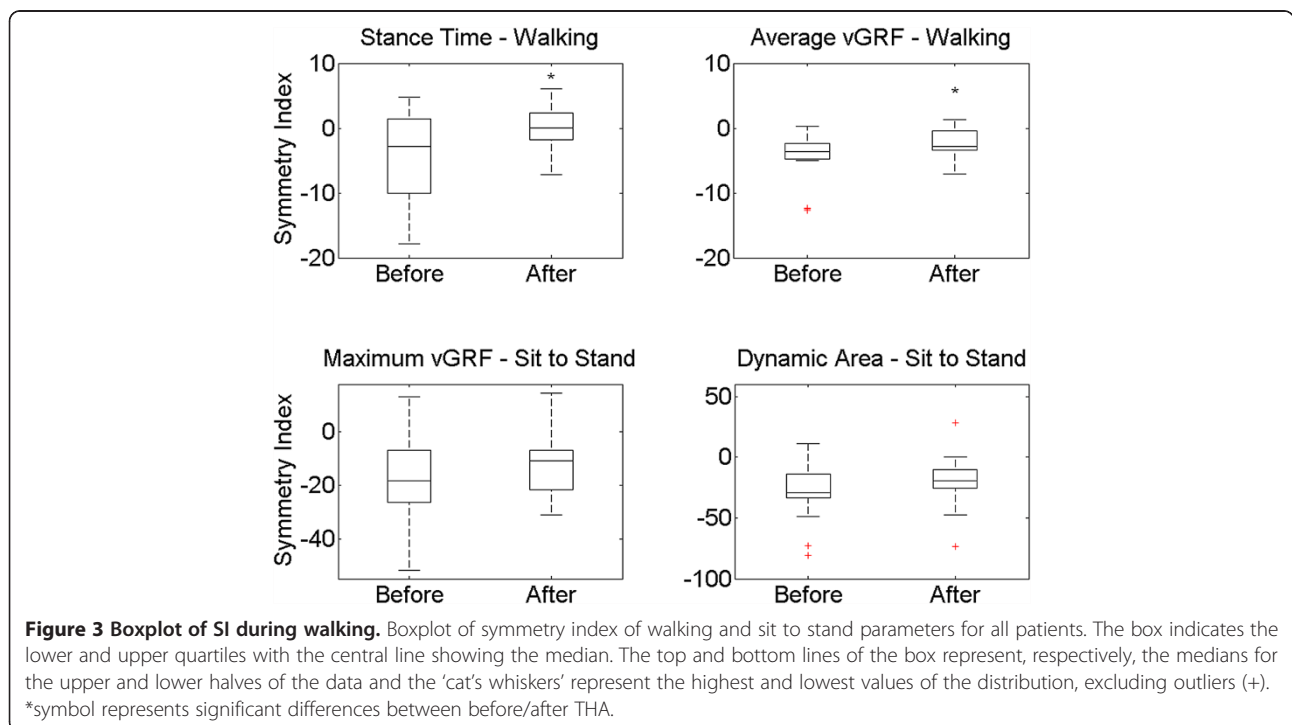 Stance Time - Walking
Average vGRF - Walking
Symmetry Index
10
0
-10
-20
Before
After
*
10
0
-10
-20
Before
After
*
Maximum vGRF - Sit to Stand
Dynamic Area - Sit to Stand
Symmetry Index
0
-20
-40
Before
After
50
0
-50
-100
Before
After
Figure 3 Boxplot of SI during walking. Boxplot of symmetry index of walking and sit to stand parameters for all patients. The box indicates the
lower and upper quartiles with the central line showing the median. The top and bottom lines of the box represent, respectively, the medians for
the upper and lower halves of the data and the ‘cat’s whiskers’ represent the highest and lowest values of the distribution, excluding outliers (+).
*symbol represents significant differences between before/after THA.